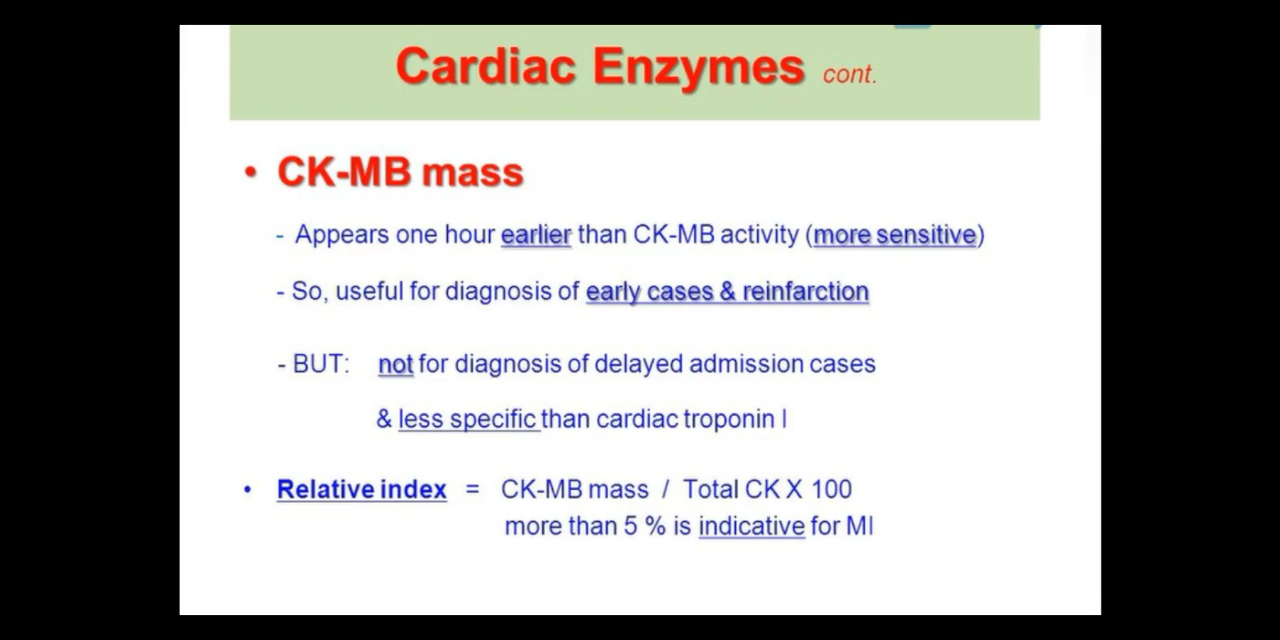 Cardiac Enzymes cont.
• CK-MB mass
- Appears one hour earlier than CK-MB activity (more sensitive)
- So, useful for diagnosis of early cases & reinfarction
- BUT: not for diagnosis of delayed admission cases
& less specific than cardiac troponin I
• Relative index = CK-MB mass / Total CK X 100
more than 5 % is indicative for MI